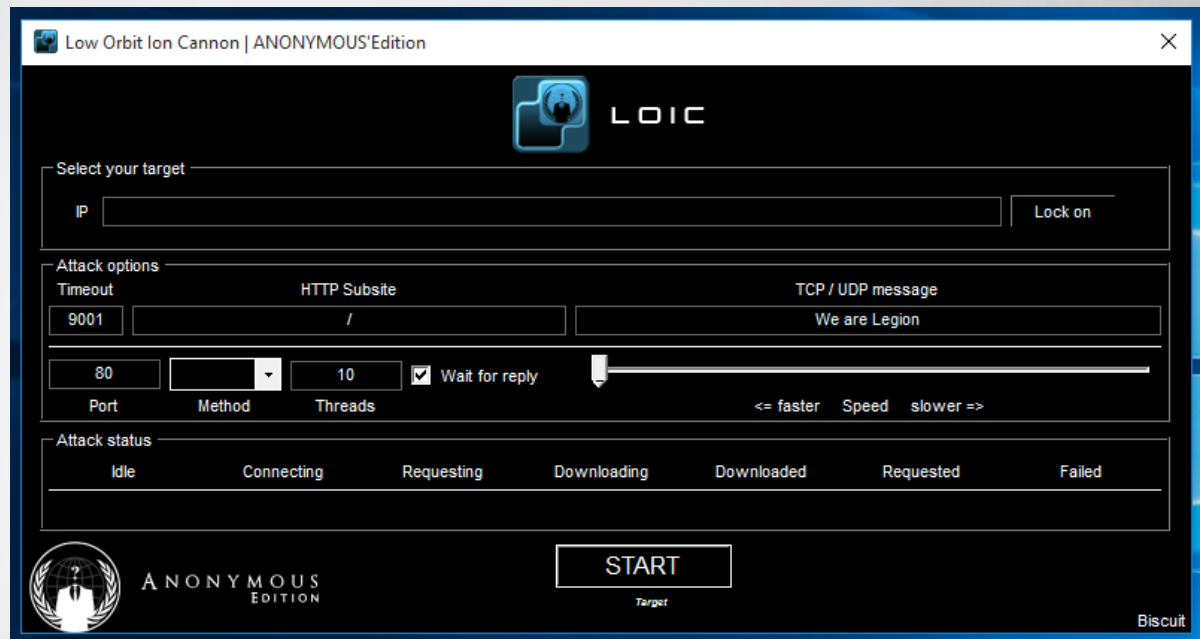 Low Orbit Ion Cannon | ANONYMOUS'Edition
LOIC
Select your target
IP
Lock on
Attack options
Timeout HTTP Subsite TCP / UDP message
9001 / We are Legion
80 10 Wait for reply
Port Method Threads <= faster Speed slower =>
Attack status
Idle Connecting Requesting Downloading Downloaded Requested Failed
START
?
ANONYMOUS
EDITION
Target
Biscuit